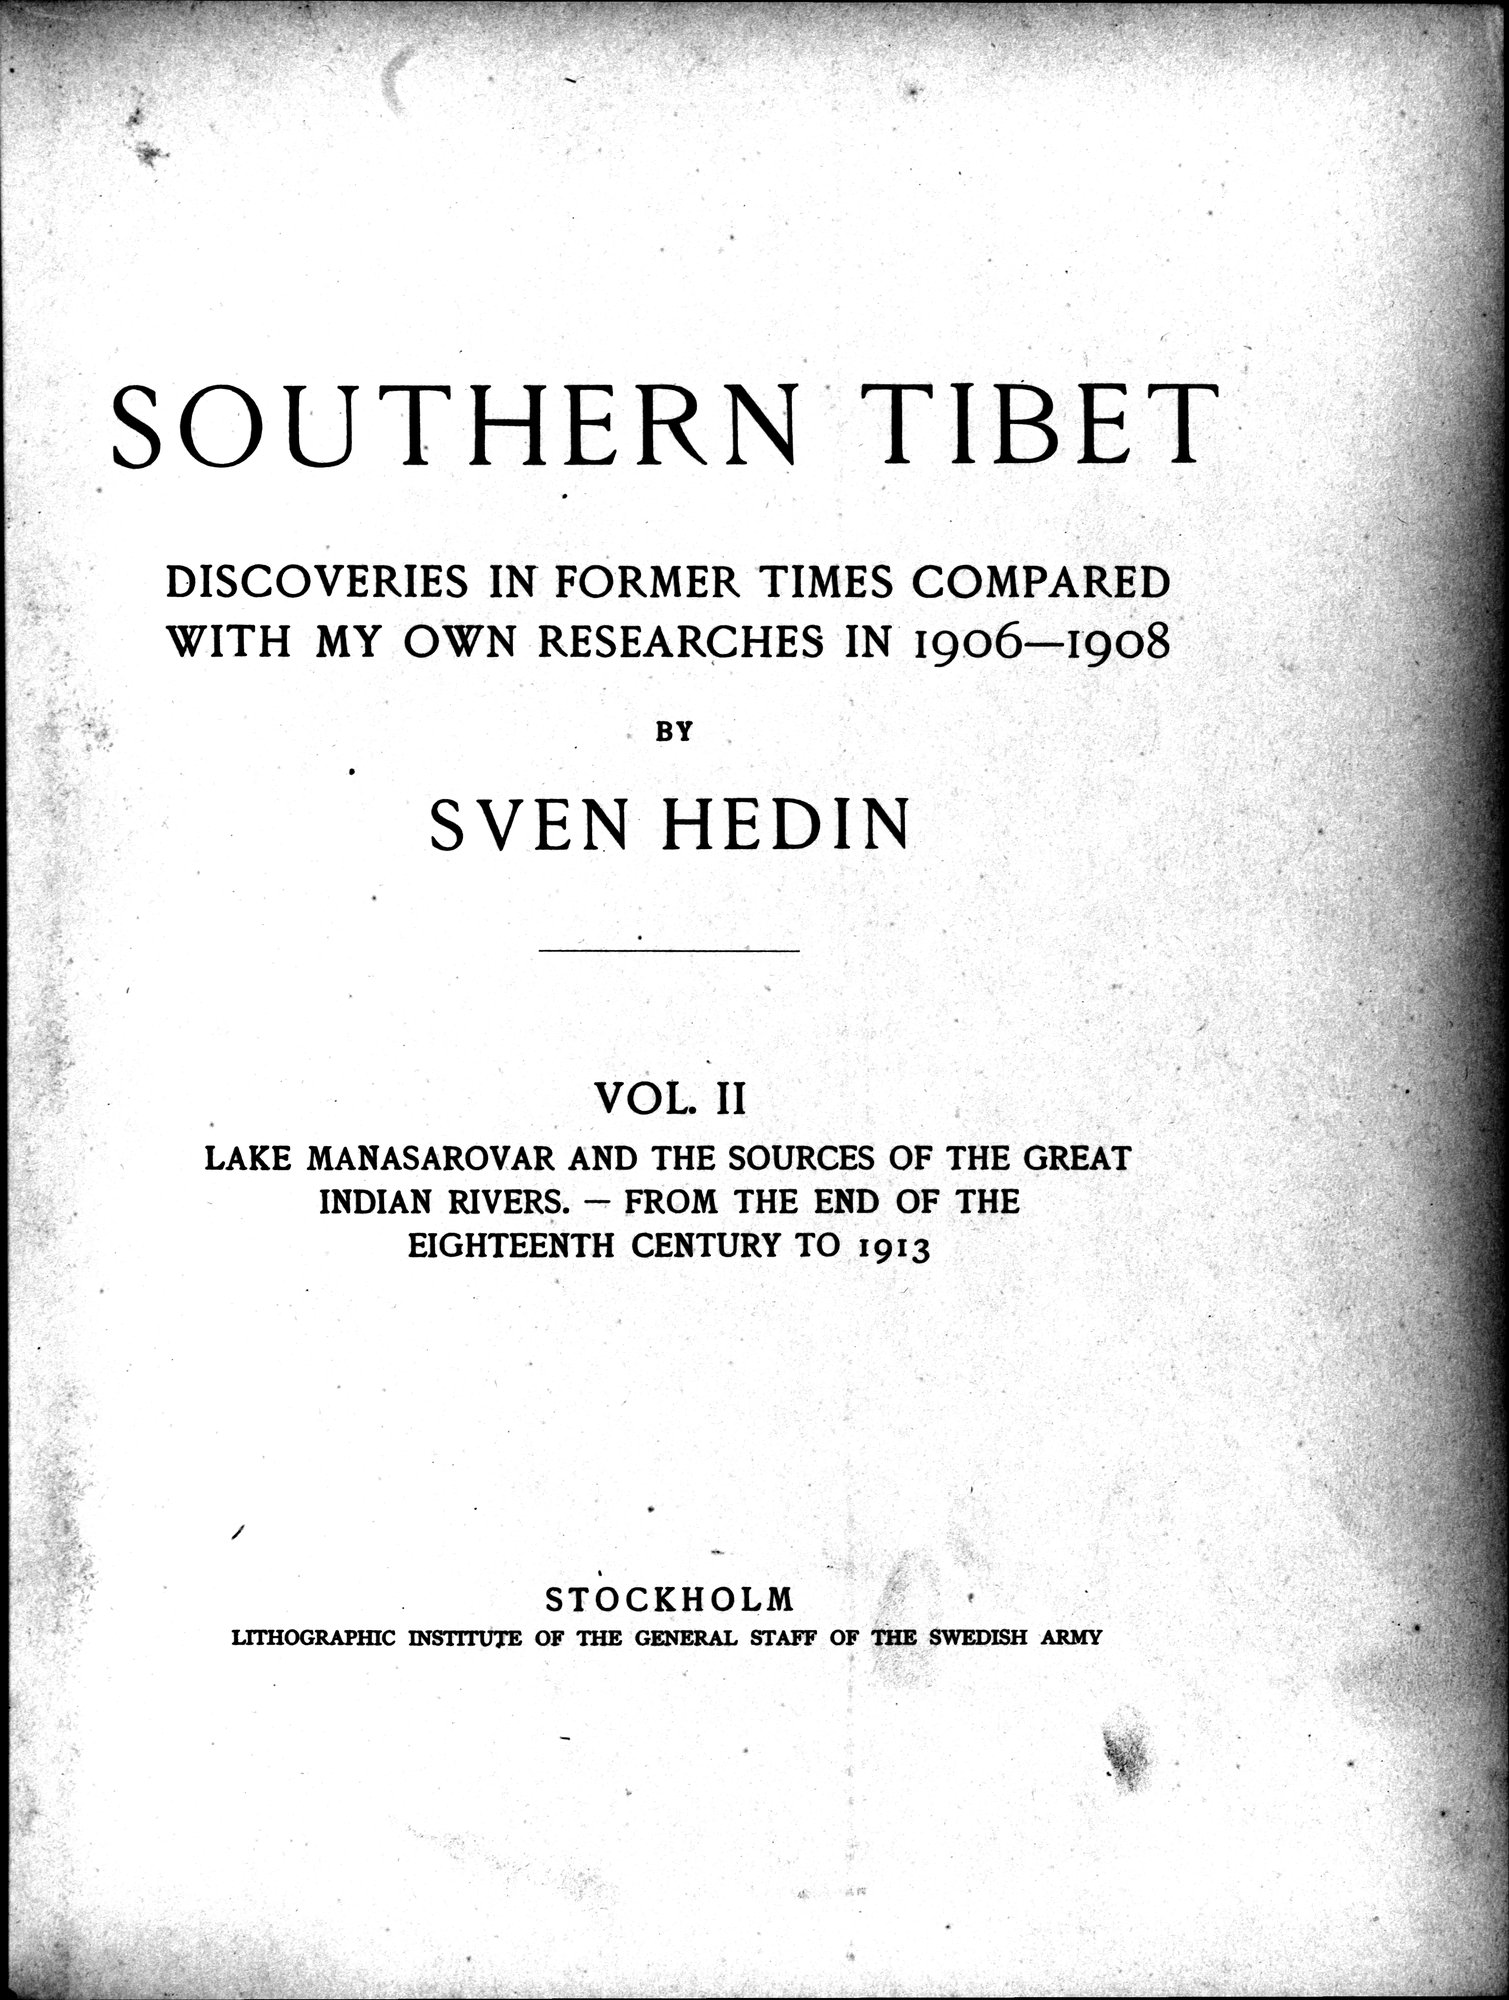 SOUTHERN TIBET
DISCOVERIES IN FORMER TIMES COMPARED
WITH MY OWN RESEARCHES IN 1906—1908
BY
SVEN HEDIN
VOL. II
LAKE MANASAROVAR AND THE SOURCES OF THE GREAT
INDIAN RIVERS. — FROM THE END OF THE
EIGHTEENTH CENTURY TO 1913
STOCKHOLM
LITHOGRAPHIC INSTITUTE OF THE GENERAL STAFF OF THE SWEDISH ARMY